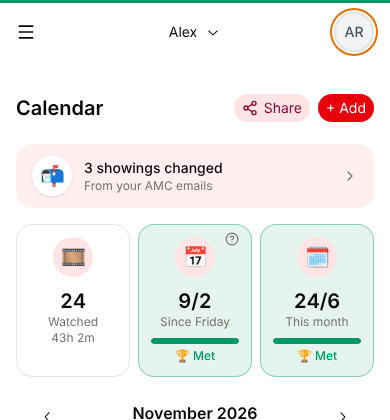 Alex
AR
Calendar
Share
+ Add
3 showings changed
From your AMC emails
24
Watched
43h 2m
JULY
17
9/2
Since Friday
Met
24/6
This month
Met
November 2026